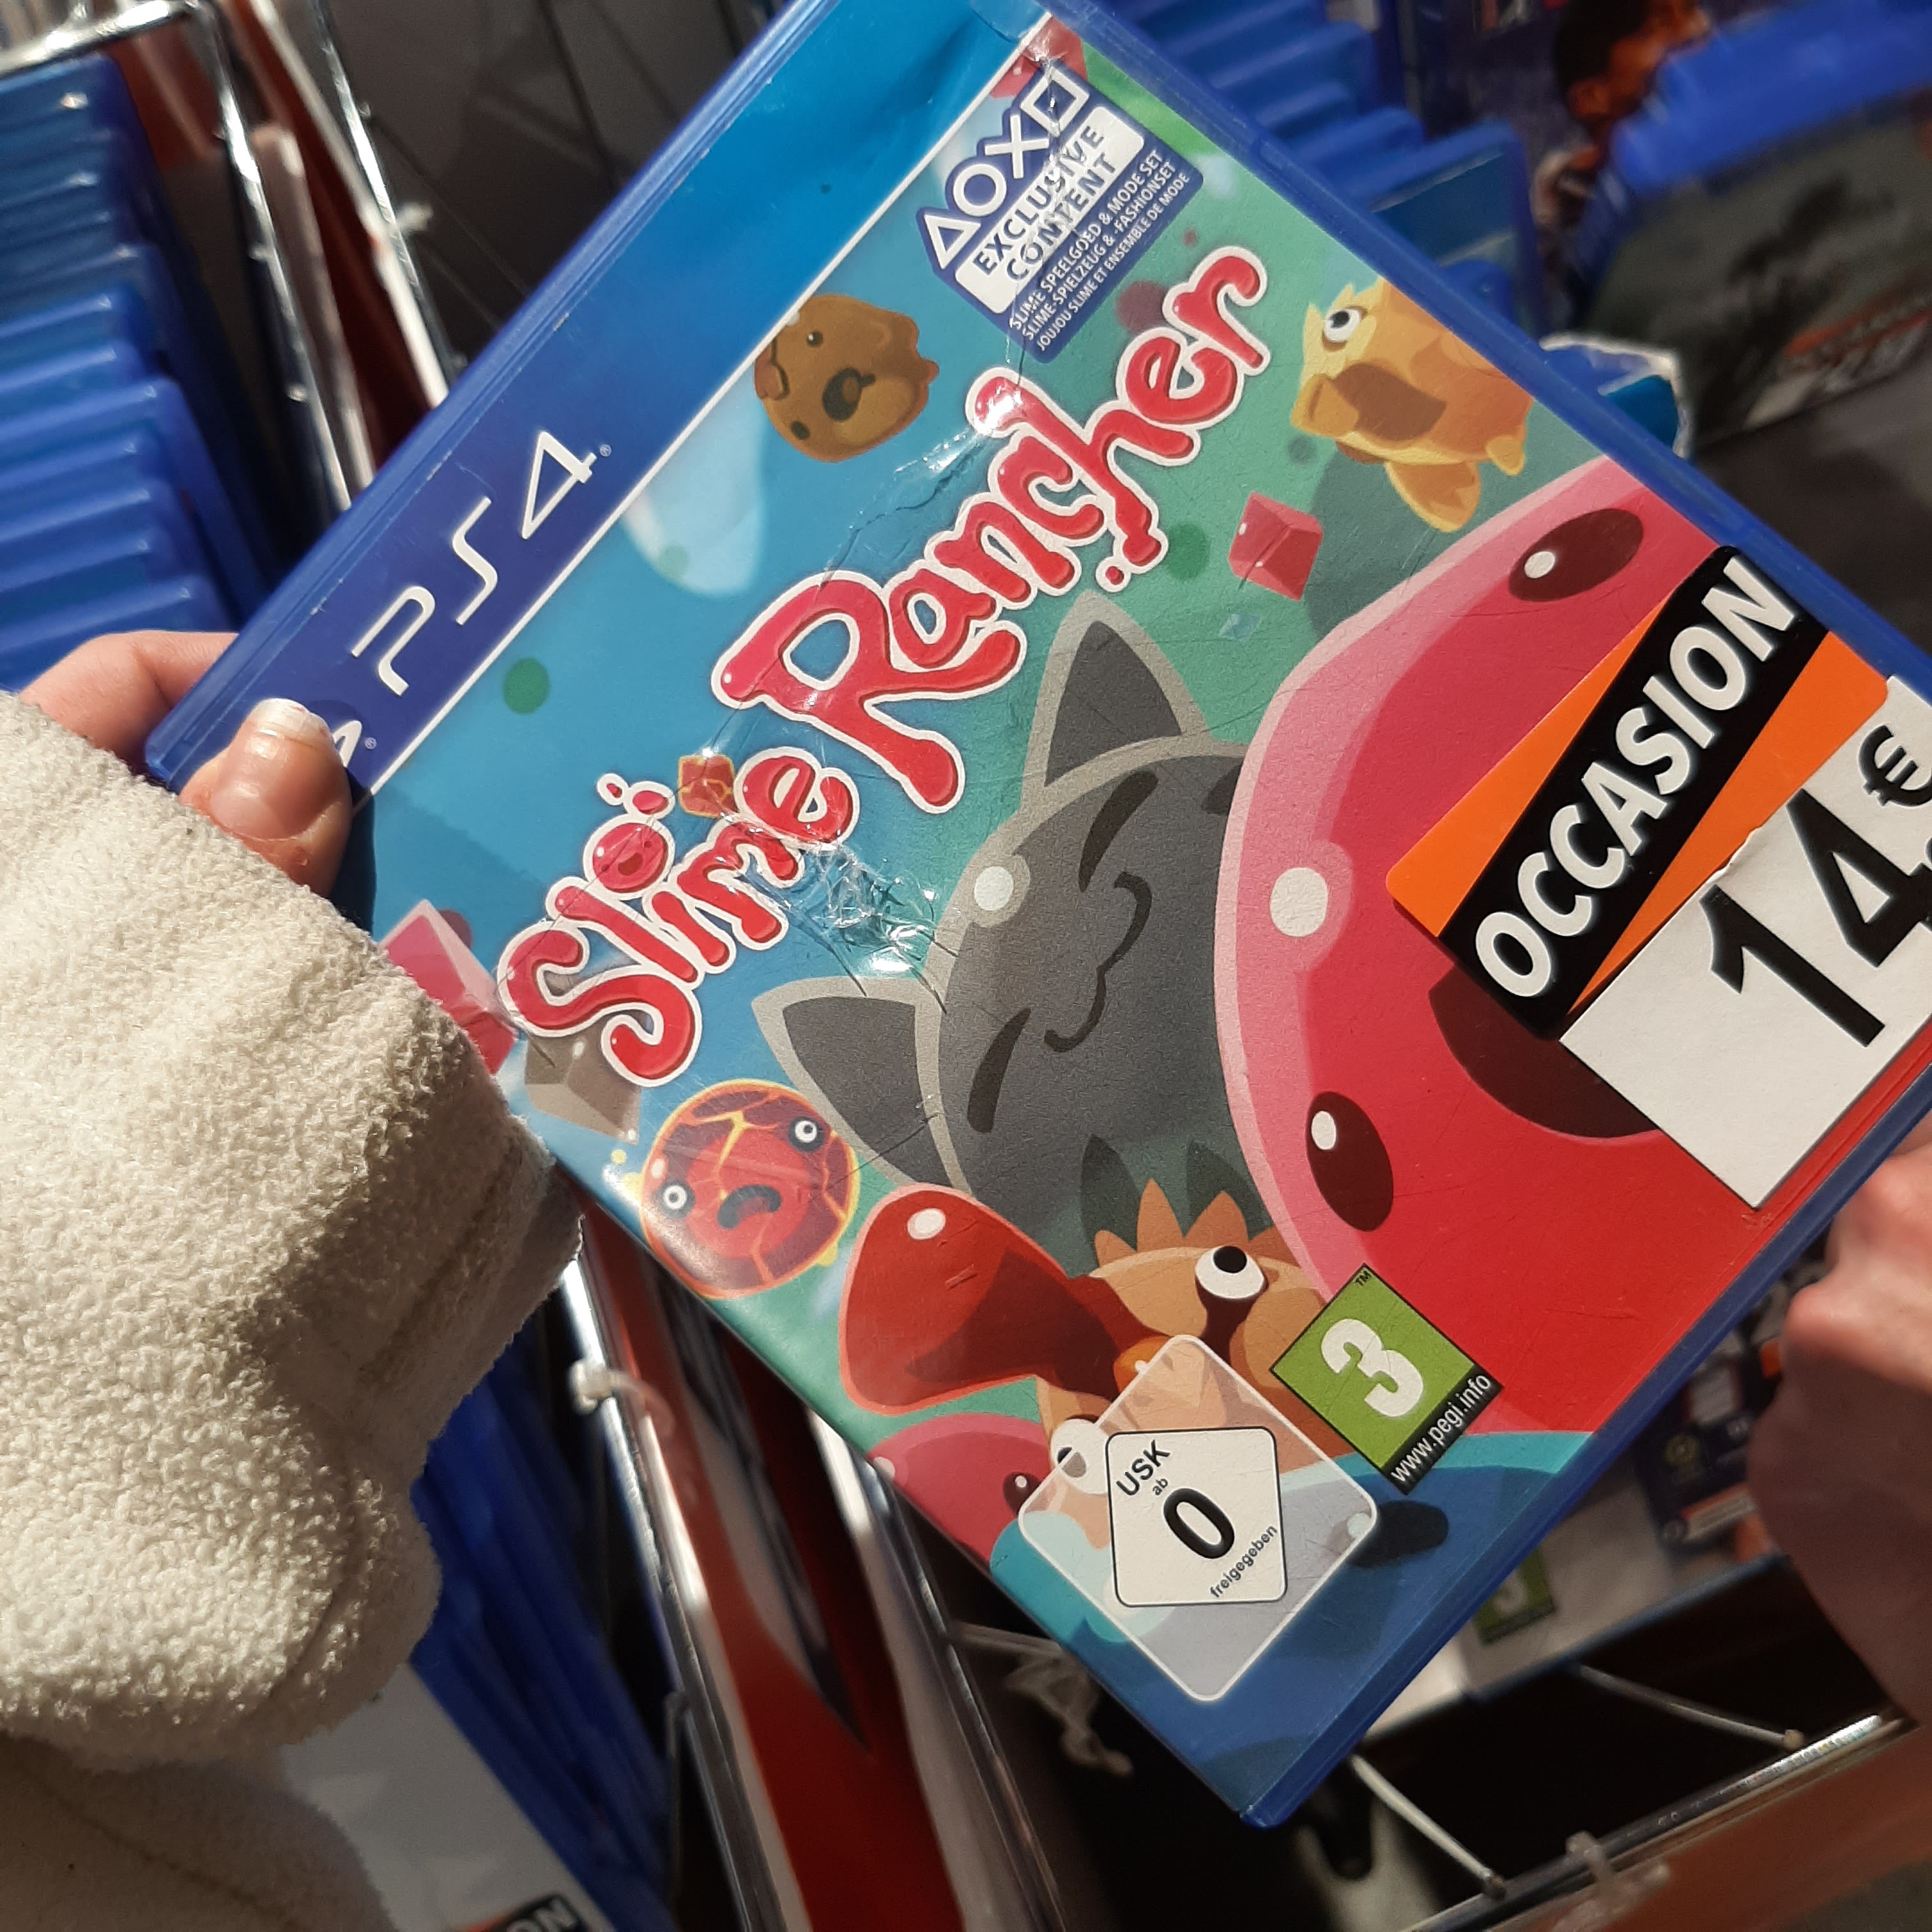 PS4
EXCLUSIVE
CONTENT
SLIME SPEELGOED & MODE SET
SLIME-SPIELZEUG & -FASHIONSET
JOUJOU SLIME ET ENSEMBLE DE MODE
Slime Rancher
OCCASION
14,
€
3
www.pegi.info
USK
ab
0
freigegeben
ON